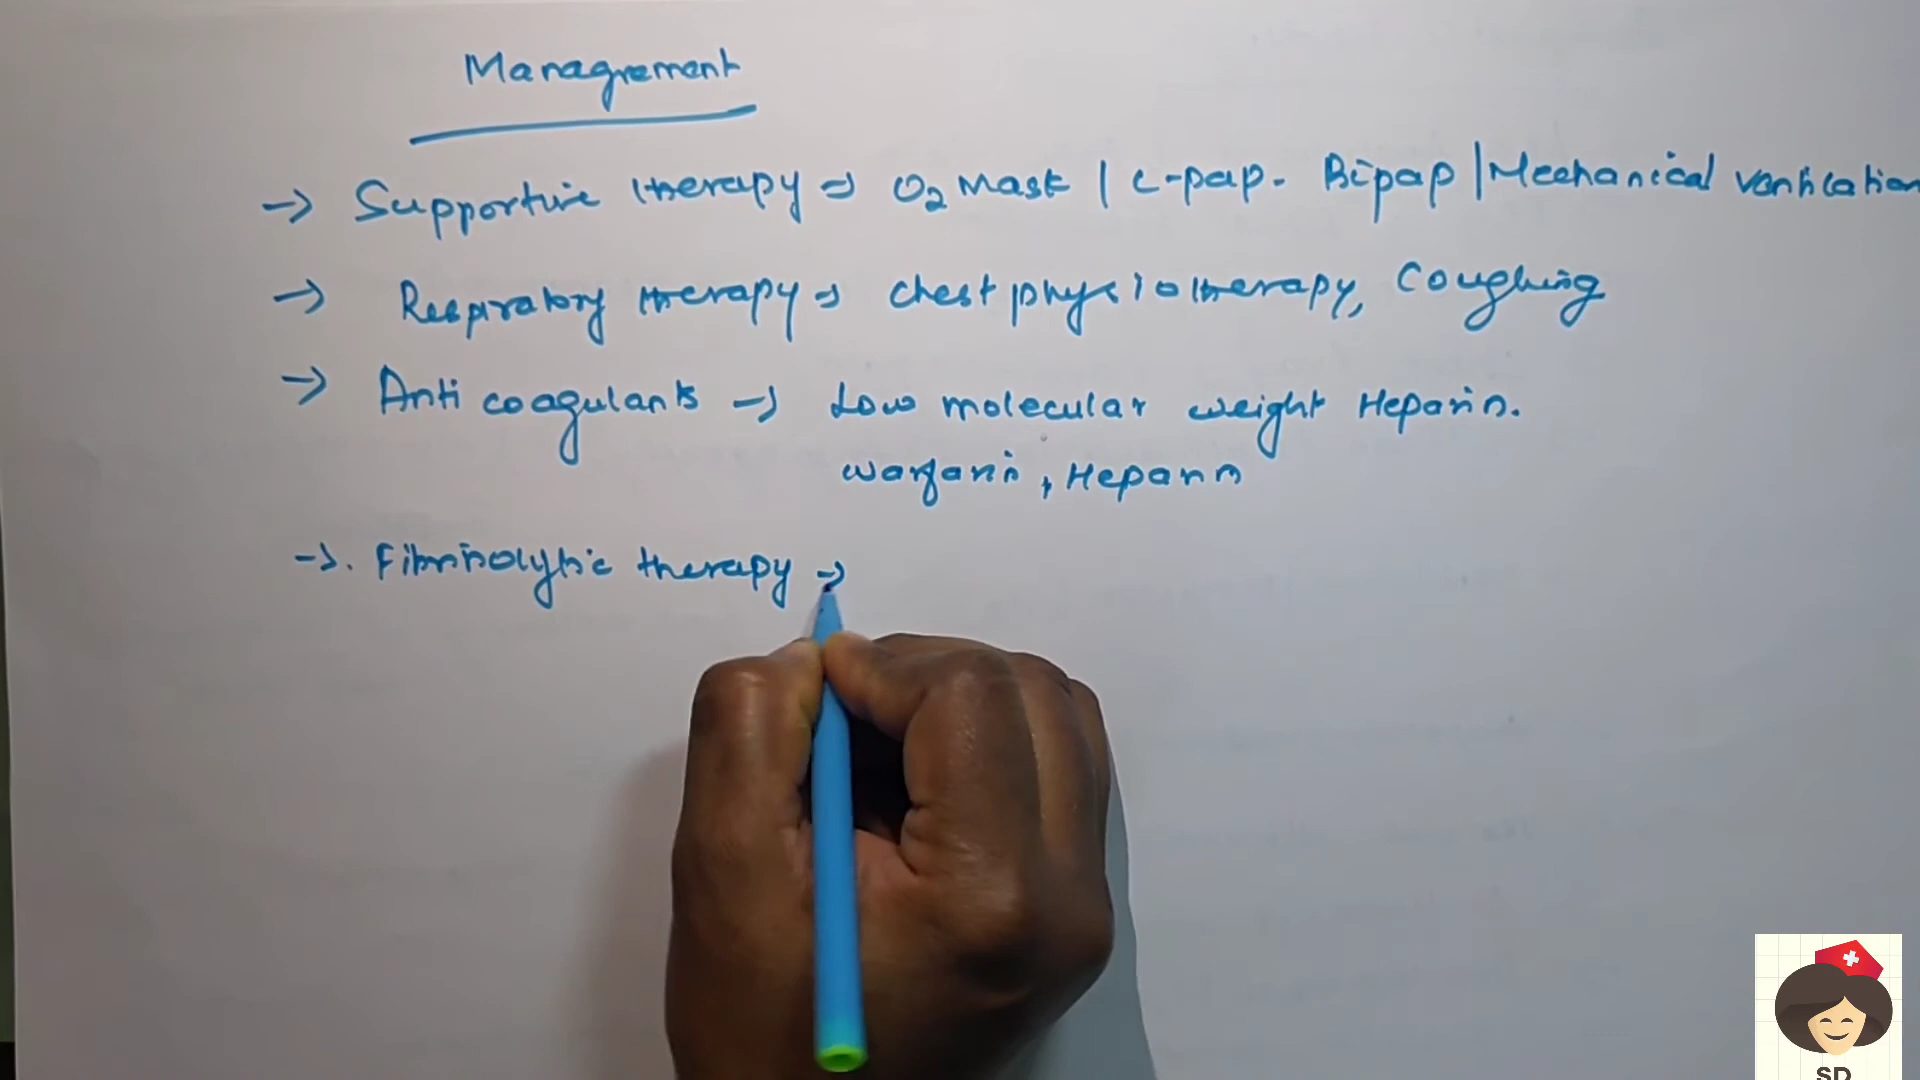 Management
→ Supportive therapy → O2 Mask | C-pap. Bipap | Mechanical ventilation
→ Respiratory therapy → chest physiotherapy, Coughing
→ Anti coagulants → Low molecular weight Heparin.
warfarin, Heparin
→. Fibrinolytic therapy →
SD